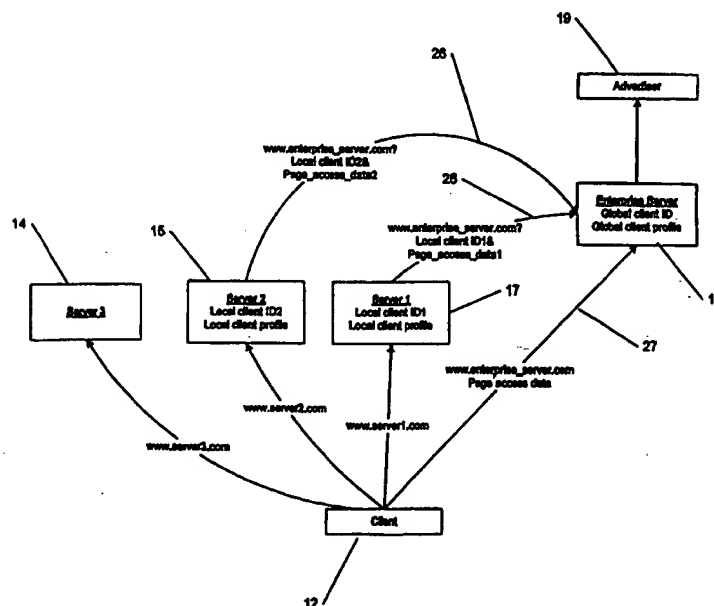 19
26
Advertiser
www.enterprise_server.com?
Local client ID2&
Page_access_data2
26
Enterprise Server
Global client ID
Global client profile
14
15
www.enterprise_server.com?
Local client ID1&
Page_access_data1
Server 3
Server 2
Local client ID2
Local client profile
Server 1
Local client ID1
Local client profile
17
1
27
www.enterprise_server.com
Page access data
www.server2.com
www.server1.com
www.server3.com
Client
12